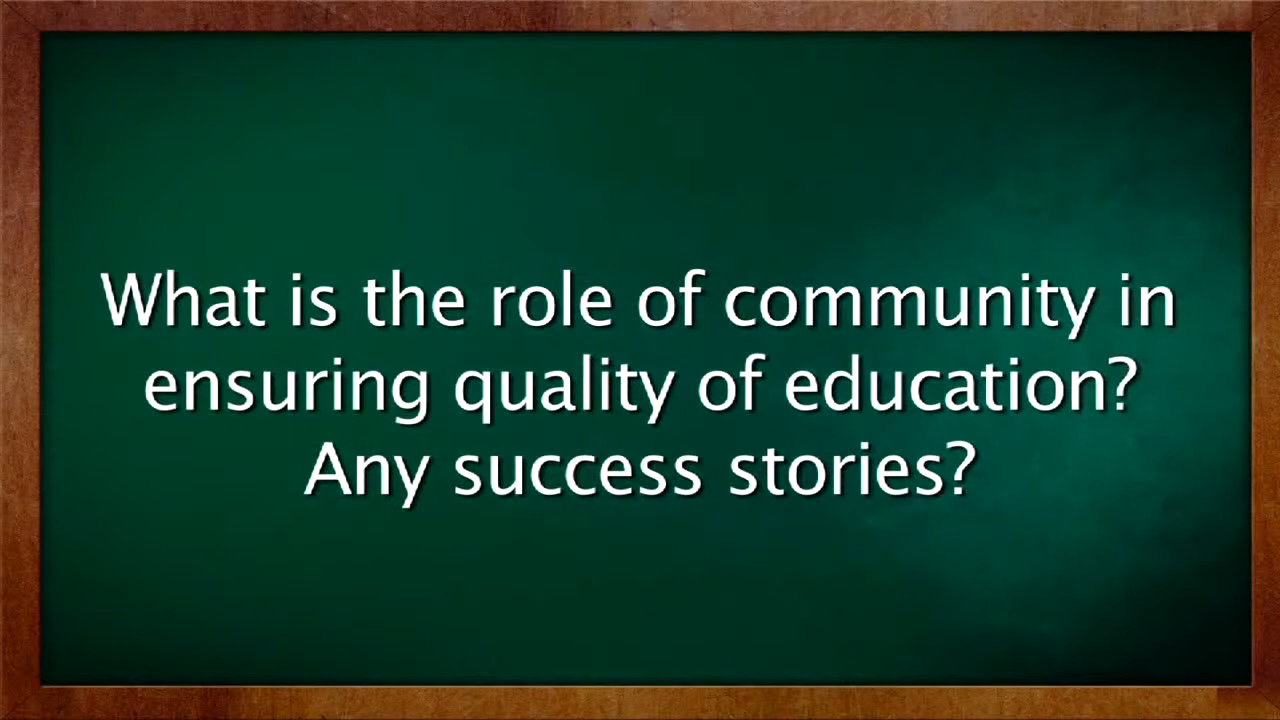 What is the role of community in
ensuring quality of education?
Any success stories?